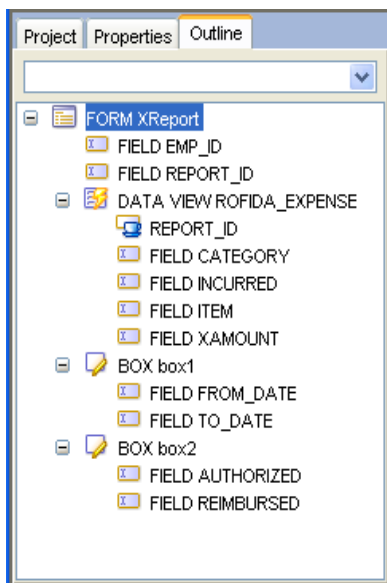 Project Properties Outline
FORM XReport
FIELD EMP_ID
FIELD REPORT_ID
DATA VIEW ROFIDA_EXPENSE
REPORT_ID
FIELD CATEGORY
FIELD INCURRED
FIELD ITEM
FIELD XAMOUNT
BOX box1
FIELD FROM_DATE
FIELD TO_DATE
BOX box2
FIELD AUTHORIZED
FIELD REIMBURSED